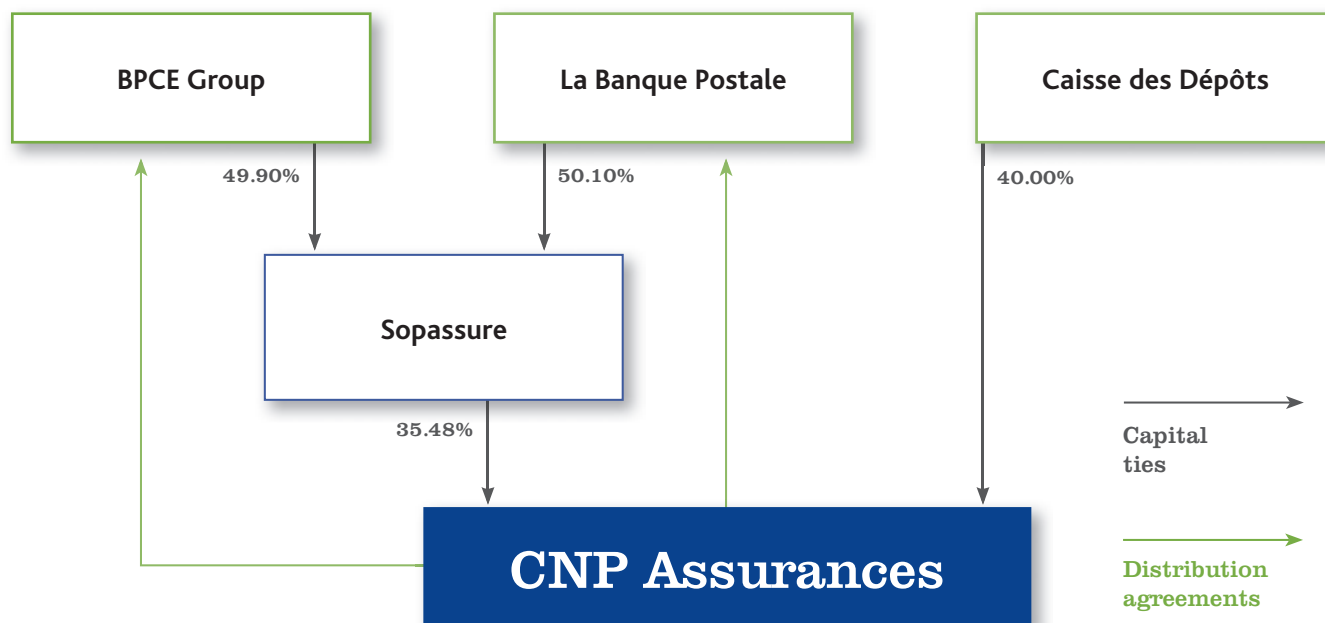 BPCE Group
La Banque Postale
Caisse des Dépôts
49.90%
50.10%
40.00%
Sopassure
35.48%
Capital
ties
CNP Assurances
Distribution
agreements